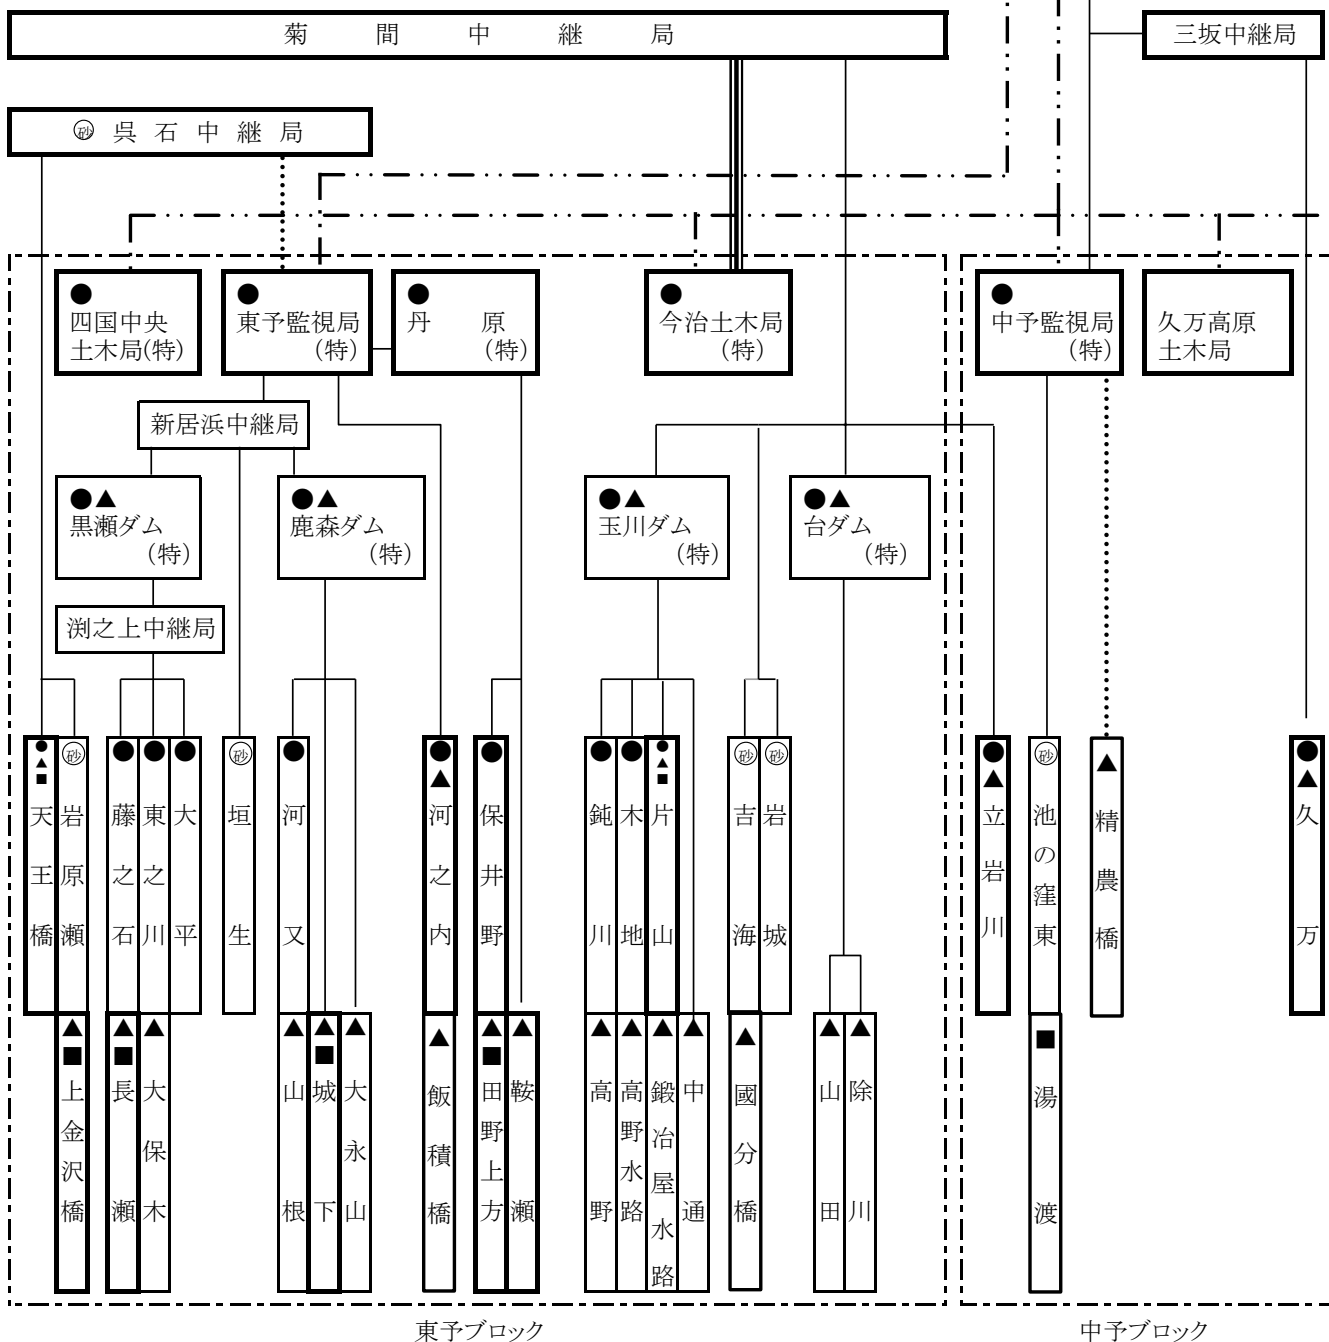 菊間中継局
三坂中継局
砂 呉石中継局
● 四国中央
土木局(特)
● 東予監視局
(特)
● 丹原
(特)
● 今治土木局
(特)
● 中予監視局
(特)
久万高原
土木局
新居浜中継局
●▲
黒瀬ダム
(特)
●▲
鹿森ダム
(特)
●▲
玉川ダム
(特)
●▲
台ダム
(特)
渕之上中継局
●▲■ 天王橋
砂 岩原瀬
● 藤之石
● 東之川
● 大平
砂 垣生
● 河又
●▲ 河之内
● 保井野
● 鈍川
● 木地
●▲■ 片山
砂 吉海
砂 岩城
●▲ 立岩川
砂 池の窪東
▲ 精農橋
●▲ 久万
▲■ 上金沢橋
▲■ 長瀬
▲ 大保木
▲ 山根
▲■ 城下
▲ 大永山
▲ 飯積橋
▲■ 田野上方
▲ 鞍瀬
▲ 高野
▲ 高野水路
▲ 鍛冶屋水路
▲ 中通
▲ 國分橋
▲ 山田
▲ 除川
■ 湯渡
東予ブロック
中予ブロック